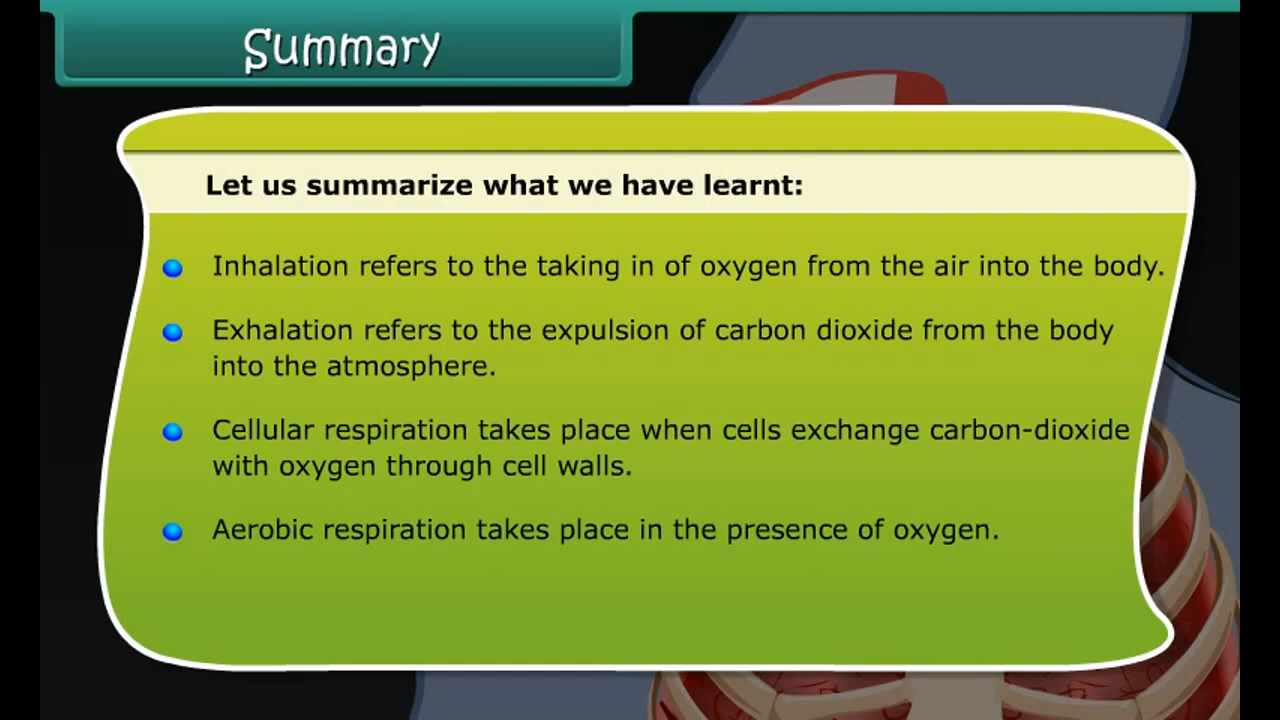 Summary
Let us summarize what we have learnt:
Inhalation refers to the taking in of oxygen from the air into the body.
Exhalation refers to the expulsion of carbon dioxide from the body
into the atmosphere.
Cellular respiration takes place when cells exchange carbon-dioxide
with oxygen through cell walls.
Aerobic respiration takes place in the presence of oxygen.